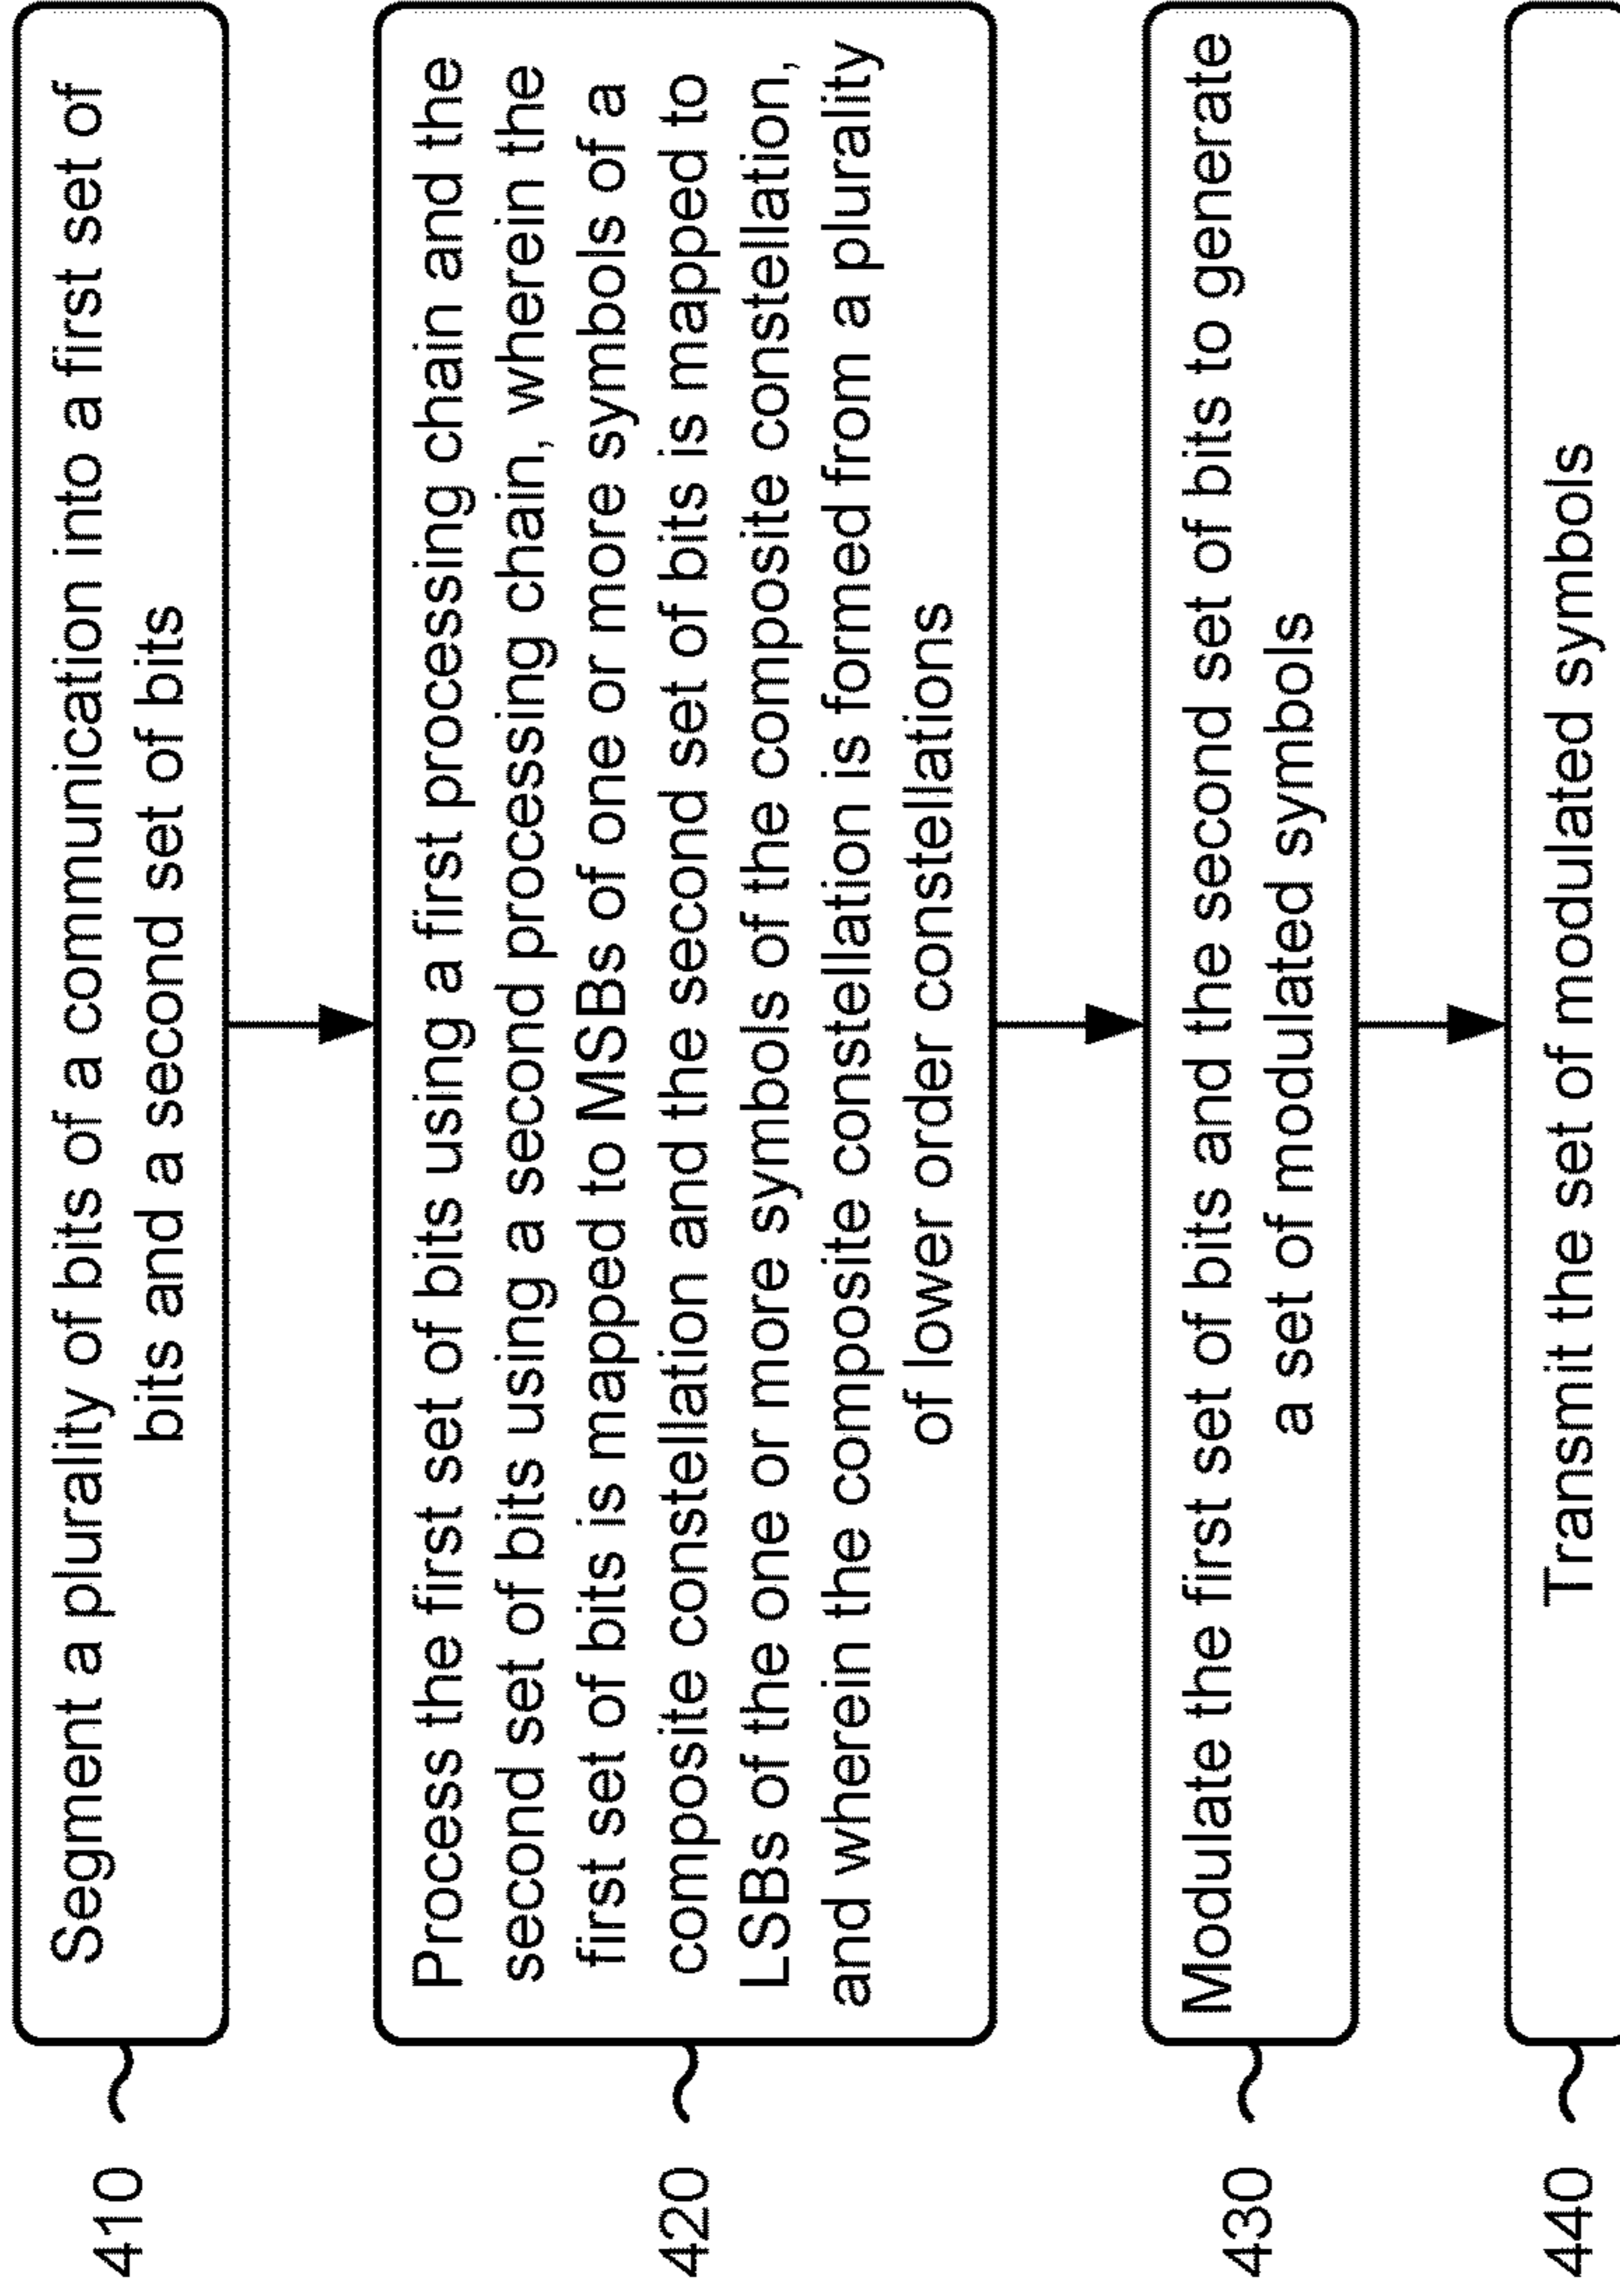 410
Segment a plurality of bits of a communication into a first set of
bits and a second set of bits
420
Process the first set of bits using a first processing chain and the
second set of bits using a second processing chain, wherein the
first set of bits is mapped to MSBs of one or more symbols of a
composite constellation and the second set of bits is mapped to
LSBs of the one or more symbols of the composite constellation,
and wherein the composite constellation is formed from a plurality
of lower order constellations
430
Modulate the first set of bits and the second set of bits to generate
a set of modulated symbols
440
Transmit the set of modulated symbols